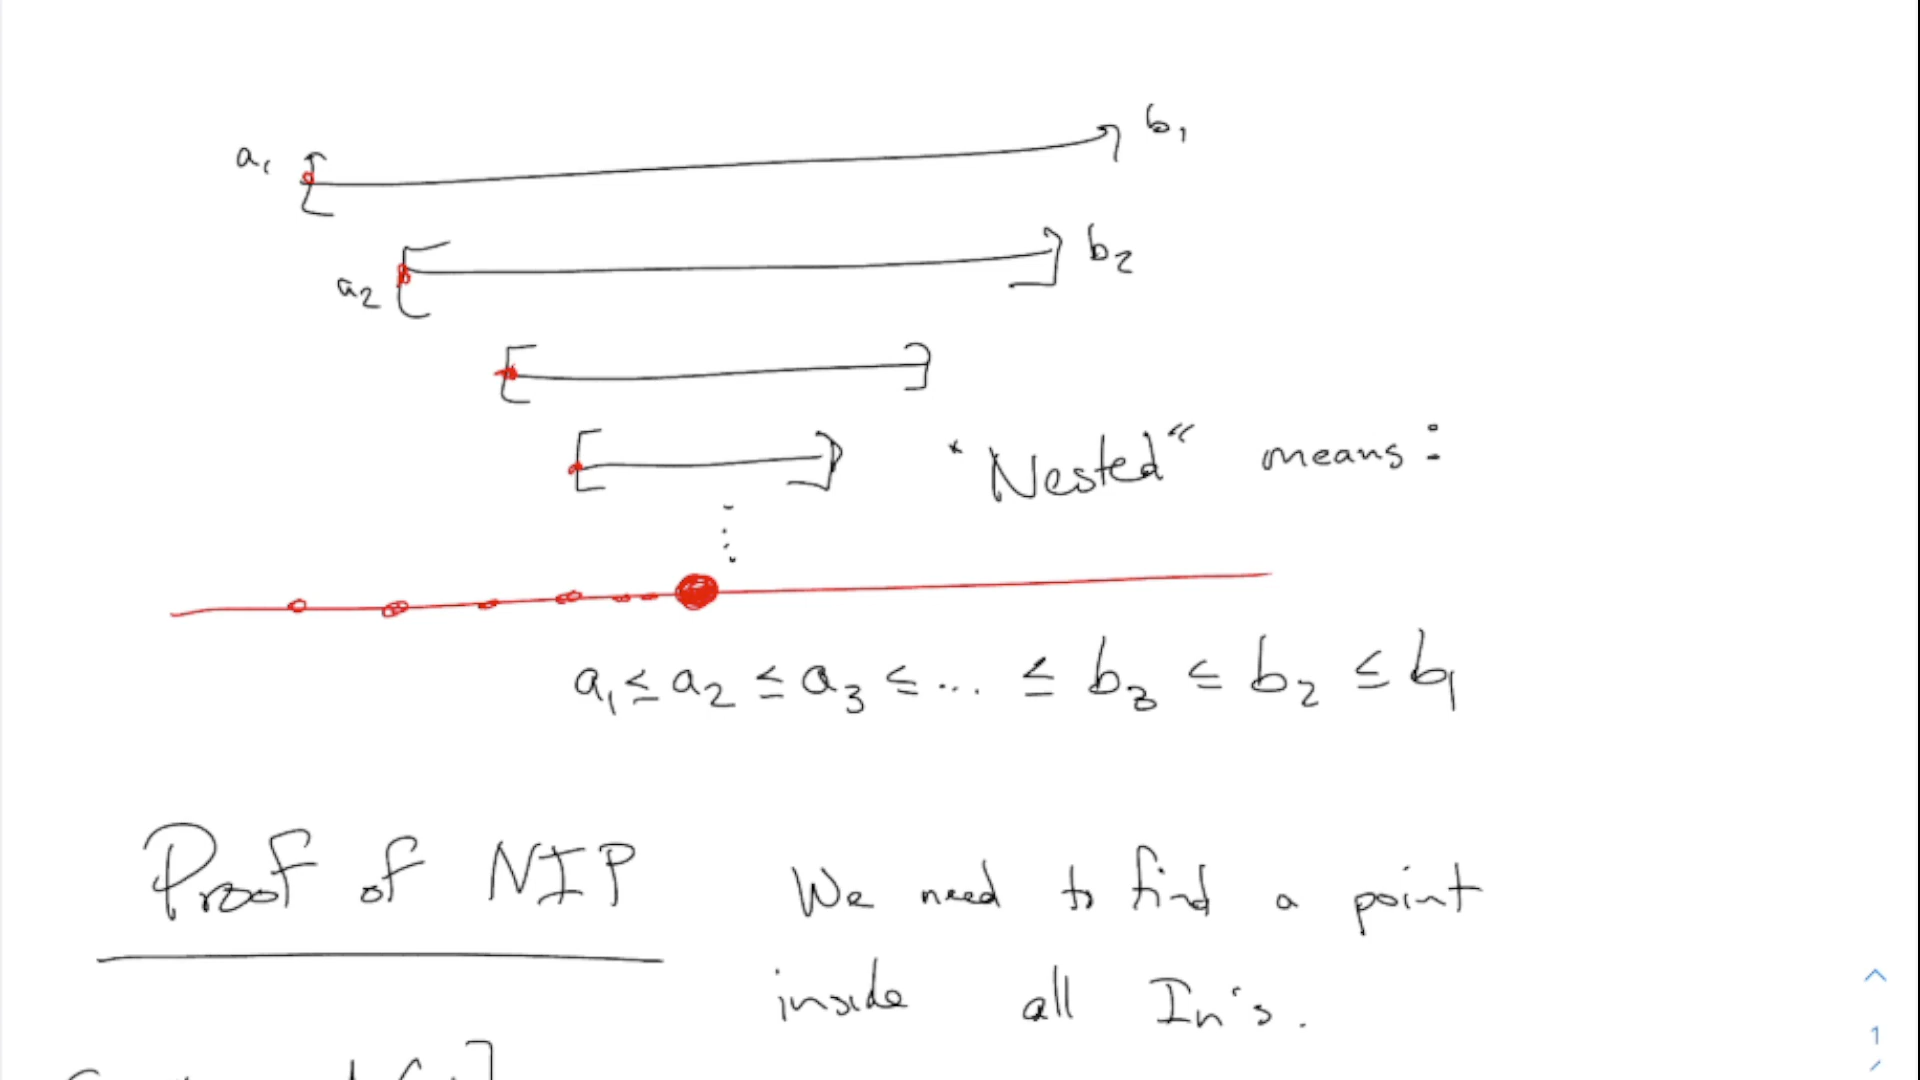 a₁ b₁
a₂ b₂
"Nested" means:
a₁ ≤ a₂ ≤ a₃ ≤ ... ≤ b₃ ≤ b₂ ≤ b₁
Proof of NIP We need to find a point
inside all In's.
1